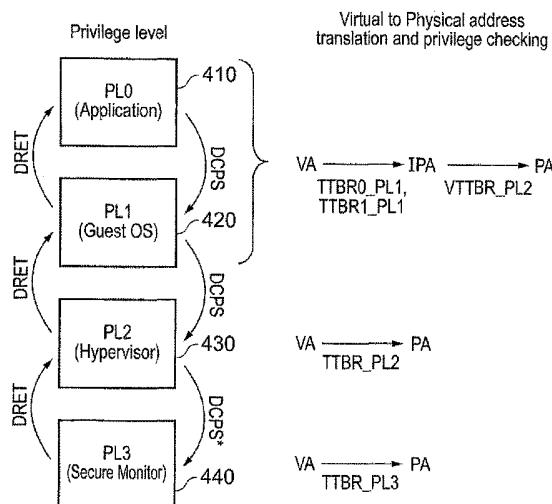 Privilege level
Virtual to Physical address
translation and privilege checking
PL0
(Application)
410
DRET
DCPS
PL1
(Guest OS)
420
VA
IPA
PA
TTBR0_PL1,
TTBR1_PL1
VTTBR_PL2
DRET
DCPS
PL2
(Hypervisor)
430
VA
PA
TTBR_PL2
DRET
DCPS*
PL3
(Secure Monitor)
440
VA
PA
TTBR_PL3